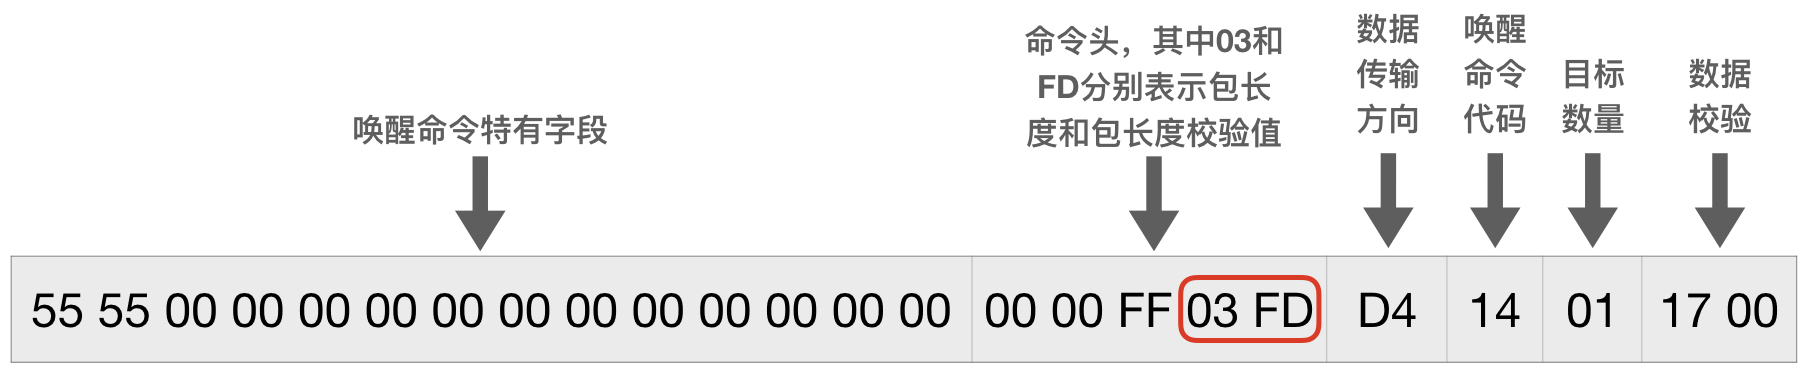 唤醒命令特有字段
命令头，其中03和
FD分别表示包长
度和包长度校验值
数据
传输
方向
唤醒
命令
代码
目标
数量
数据
校验
55 55 00 00 00 00 00 00 00 00 00 00 00 00 00 00 FF 03 FD D4 14 01 17 00